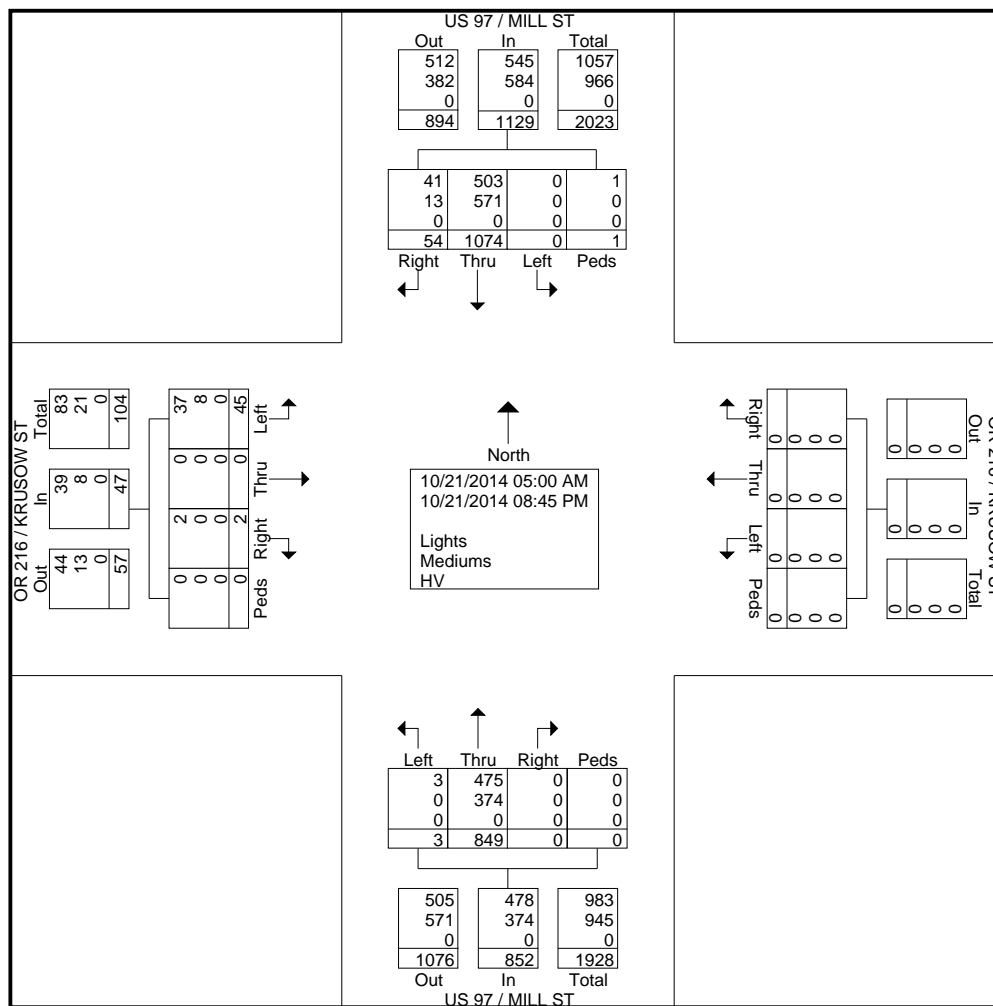 US 97 / MILL ST
Out In Total
512 545 1057
382 584 966
0 0 0
894 1129 2023
41 503 0 1
13 571 0 0
0 0 0 0
54 1074 0 1
Right Thru Left Peds
OR 216 / KRUSOW ST
Out In Total
44 39 83
13 8 21
0 0 0
57 47 104
Left Thru Right Peds
37 0 2 0
8 0 0 0
0 0 0 0
45 0 2 0
North
10/21/2014 05:00 AM
10/21/2014 08:45 PM
Lights
Mediums
HV
Right Thru Left Peds
0 0 0 0
0 0 0 0
0 0 0 0
0 0 0 0
Out In Total
0 0 0
0 0 0
0 0 0
0 0 0
OR 216 / KRUSOW ST
Left Thru Right Peds
3 475 0 0
0 374 0 0
0 0 0 0
3 849 0 0
505 478 983
571 374 945
0 0 0
1076 852 1928
Out In Total
US 97 / MILL ST